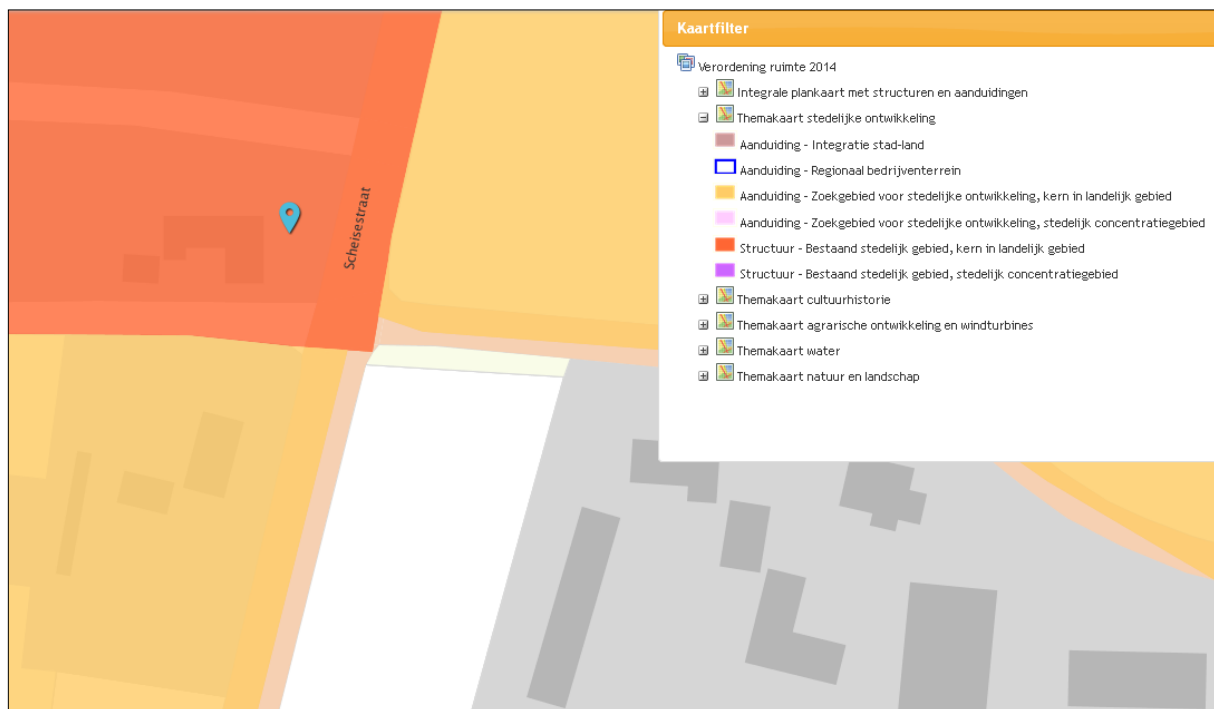 Scheisestraat
Kaartfilter
Verordening ruimte 2014
Integrale plankaart met structuren en aanduidingen
Themakaart stedelijke ontwikkeling
Aanduiding - Integratie stad-land
Aanduiding - Regionaal bedrijventerrein
Aanduiding - Zoekgebied voor stedelijke ontwikkeling, kern in landelijk gebied
Aanduiding - Zoekgebied voor stedelijke ontwikkeling, stedelijk concentratiegebied
Structuur - Bestaand stedelijk gebied, kern in landelijk gebied
Structuur - Bestaand stedelijk gebied, stedelijk concentratiegebied
Themakaart cultuurhistorie
Themakaart agrarische ontwikkeling en windturbines
Themakaart water
Themakaart natuur en landschap